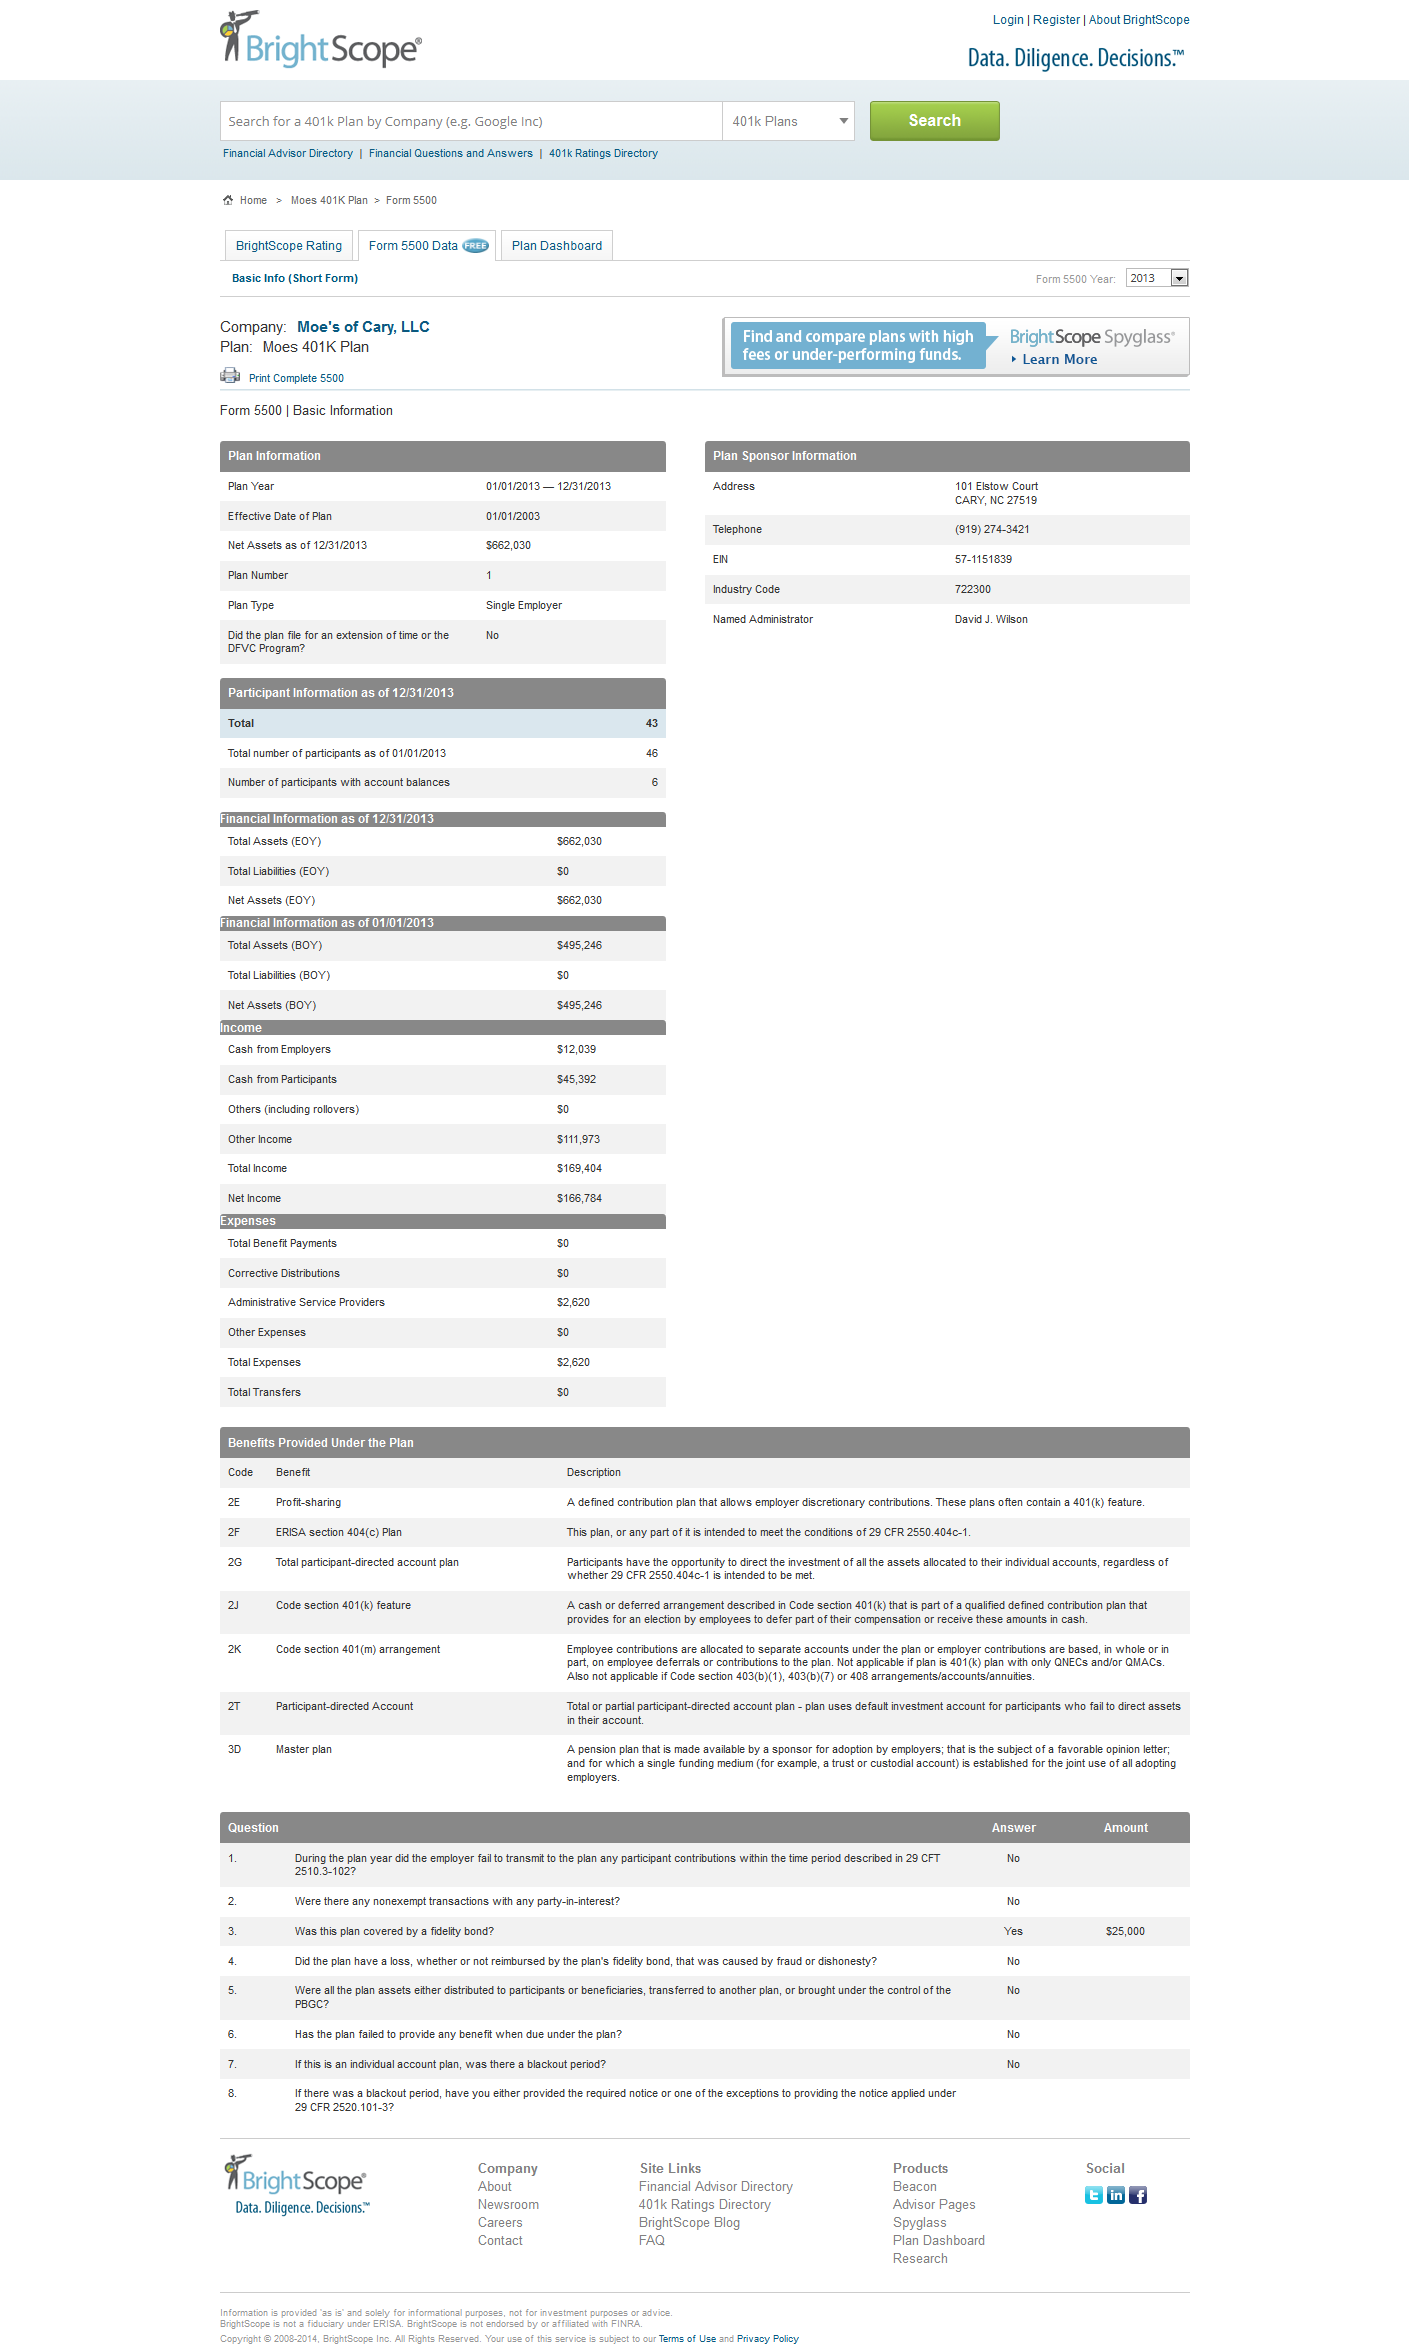 BrightScope®
Login | Register | About BrightScope
Data. Diligence. Decisions.™
Search for a 401k Plan by Company (e.g. Google Inc)
401k Plans
Search
Financial Advisor Directory | Financial Questions and Answers | 401k Ratings Directory
Home > Moes 401K Plan > Form 5500
BrightScope Rating
Form 5500 Data FREE
Plan Dashboard
Basic Info (Short Form)
Form 5500 Year: 2013
Company: Moe's of Cary, LLC
Plan: Moes 401K Plan
Print Complete 5500
Find and compare plans with high
fees or under-performing funds.
BrightScope Spyglass®
Learn More
Form 5500 | Basic Information
Plan Information
Plan Year 01/01/2013 — 12/31/2013
Effective Date of Plan 01/01/2003
Net Assets as of 12/31/2013 $662,030
Plan Number 1
Plan Type Single Employer
Did the plan file for an extension of time or the No
DFVC Program?
Plan Sponsor Information
Address 101 Elstow Court
CARY, NC 27519
Telephone (919) 274-3421
EIN 57-1151839
Industry Code 722300
Named Administrator David J. Wilson
Participant Information as of 12/31/2013
Total 43
Total number of participants as of 01/01/2013 46
Number of participants with account balances 6
Financial Information as of 12/31/2013
Total Assets (EOY) $662,030
Total Liabilities (EOY) $0
Net Assets (EOY) $662,030
Financial Information as of 01/01/2013
Total Assets (BOY) $495,246
Total Liabilities (BOY) $0
Net Assets (BOY) $495,246
Income
Cash from Employers $12,039
Cash from Participants $45,392
Others (including rollovers) $0
Other Income $111,973
Total Income $169,404
Net Income $166,784
Expenses
Total Benefit Payments $0
Corrective Distributions $0
Administrative Service Providers $2,620
Other Expenses $0
Total Expenses $2,620
Total Transfers $0
Benefits Provided Under the Plan
Code Benefit Description
2E Profit-sharing A defined contribution plan that allows employer discretionary contributions. These plans often contain a 401(k) feature.
2F ERISA section 404(c) Plan This plan, or any part of it is intended to meet the conditions of 29 CFR 2550.404c-1.
2G Total participant-directed account plan Participants have the opportunity to direct the investment of all the assets allocated to their individual accounts, regardless of
whether 29 CFR 2550.404c-1 is intended to be met.
2J Code section 401(k) feature A cash or deferred arrangement described in Code section 401(k) that is part of a qualified defined contribution plan that
provides for an election by employees to defer part of their compensation or receive these amounts in cash.
2K Code section 401(m) arrangement Employee contributions are allocated to separate accounts under the plan or employer contributions are based, in whole or in
part, on employee deferrals or contributions to the plan. Not applicable if plan is 401(k) plan with only QNECs and/or QMACs.
Also not applicable if Code section 403(b)(1), 403(b)(7) or 408 arrangements/accounts/annuities.
2T Participant-directed Account Total or partial participant-directed account plan - plan uses default investment account for participants who fail to direct assets
in their account.
3D Master plan A pension plan that is made available by a sponsor for adoption by employers; that is the subject of a favorable opinion letter;
and for which a single funding medium (for example, a trust or custodial account) is established for the joint use of all adopting
employers.
Question Answer Amount
1. During the plan year did the employer fail to transmit to the plan any participant contributions within the time period described in 29 CFT No
2510.3-102?
2. Were there any nonexempt transactions with any party-in-interest? No
3. Was this plan covered by a fidelity bond? Yes $25,000
4. Did the plan have a loss, whether or not reimbursed by the plan's fidelity bond, that was caused by fraud or dishonesty? No
5. Were all the plan assets either distributed to participants or beneficiaries, transferred to another plan, or brought under the control of the No
PBGC?
6. Has the plan failed to provide any benefit when due under the plan? No
7. If this is an individual account plan, was there a blackout period? No
8. If there was a blackout period, have you either provided the required notice or one of the exceptions to providing the notice applied under
29 CFR 2520.101-3?
BrightScope®
Data. Diligence. Decisions.™
Company
About
Newsroom
Careers
Contact
Site Links
Financial Advisor Directory
401k Ratings Directory
BrightScope Blog
FAQ
Products
Beacon
Advisor Pages
Spyglass
Plan Dashboard
Research
Social
Information is provided 'as is' and solely for informational purposes, not for investment purposes or advice.
BrightScope is not a fiduciary under ERISA. BrightScope is not endorsed by or affiliated with FINRA.
Copyright © 2008-2014, BrightScope Inc. All Rights Reserved. Your use of this service is subject to our Terms of Use and Privacy Policy